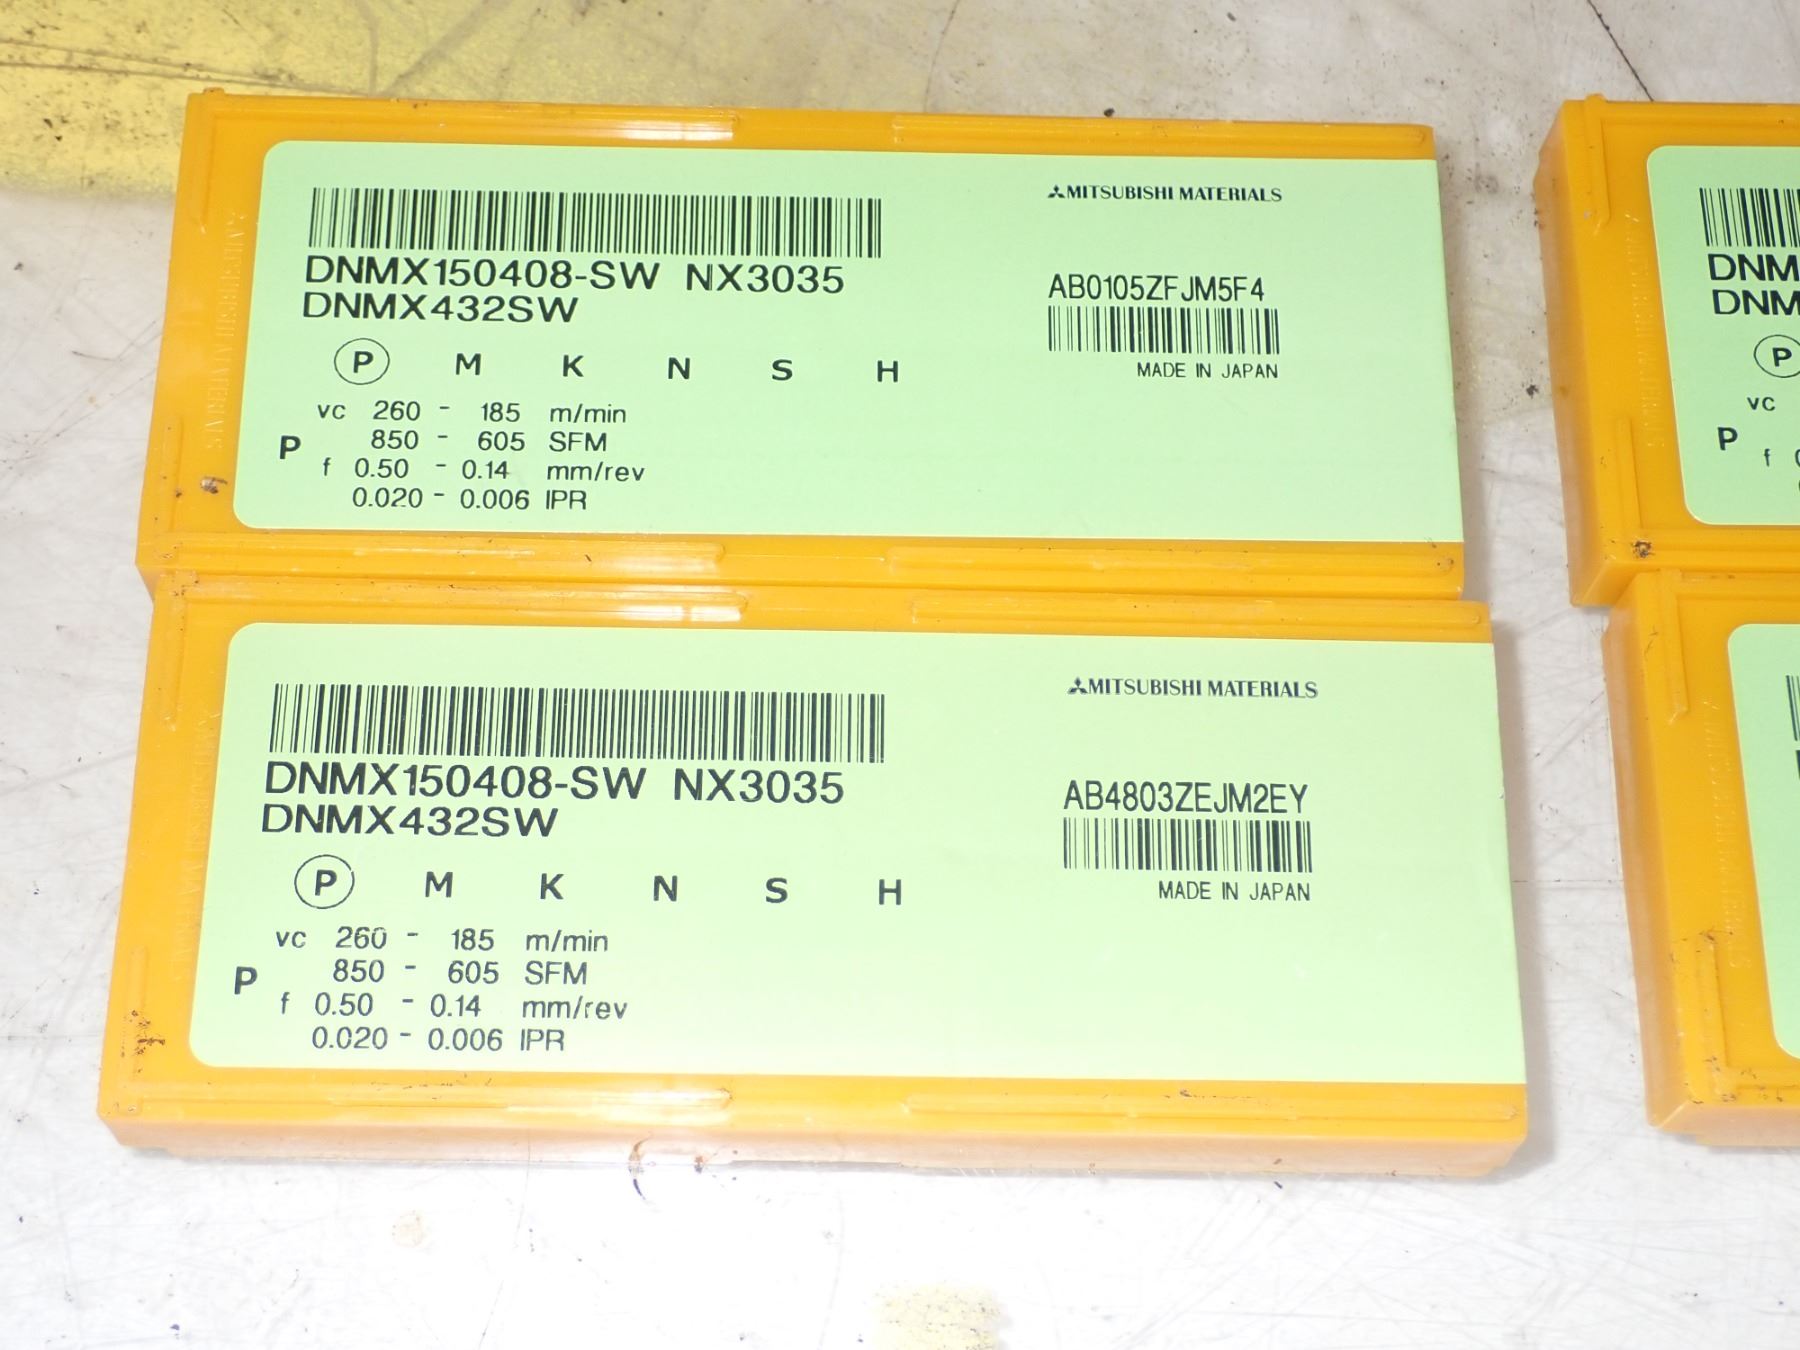 DNMX150408-SW NX3035
DNMX432SW
P M K N S H
vc 260 - 185 m/min
850 - 605 SFM
P
f 0.50 - 0.14 mm/rev
0.020 - 0.006 IPR
MITSUBISHI MATERIALS
AB0105ZFJM5F4
MADE IN JAPAN
DNMX150408-SW NX3035
DNMX432SW
P M K N S H
vc 260 - 185 m/min
850 - 605 SFM
P
f 0.50 - 0.14 mm/rev
0.020 - 0.006 IPR
MITSUBISHI MATERIALS
AB4803ZEJM2EY
MADE IN JAPAN
DNM
DNM
P
vc
P
f